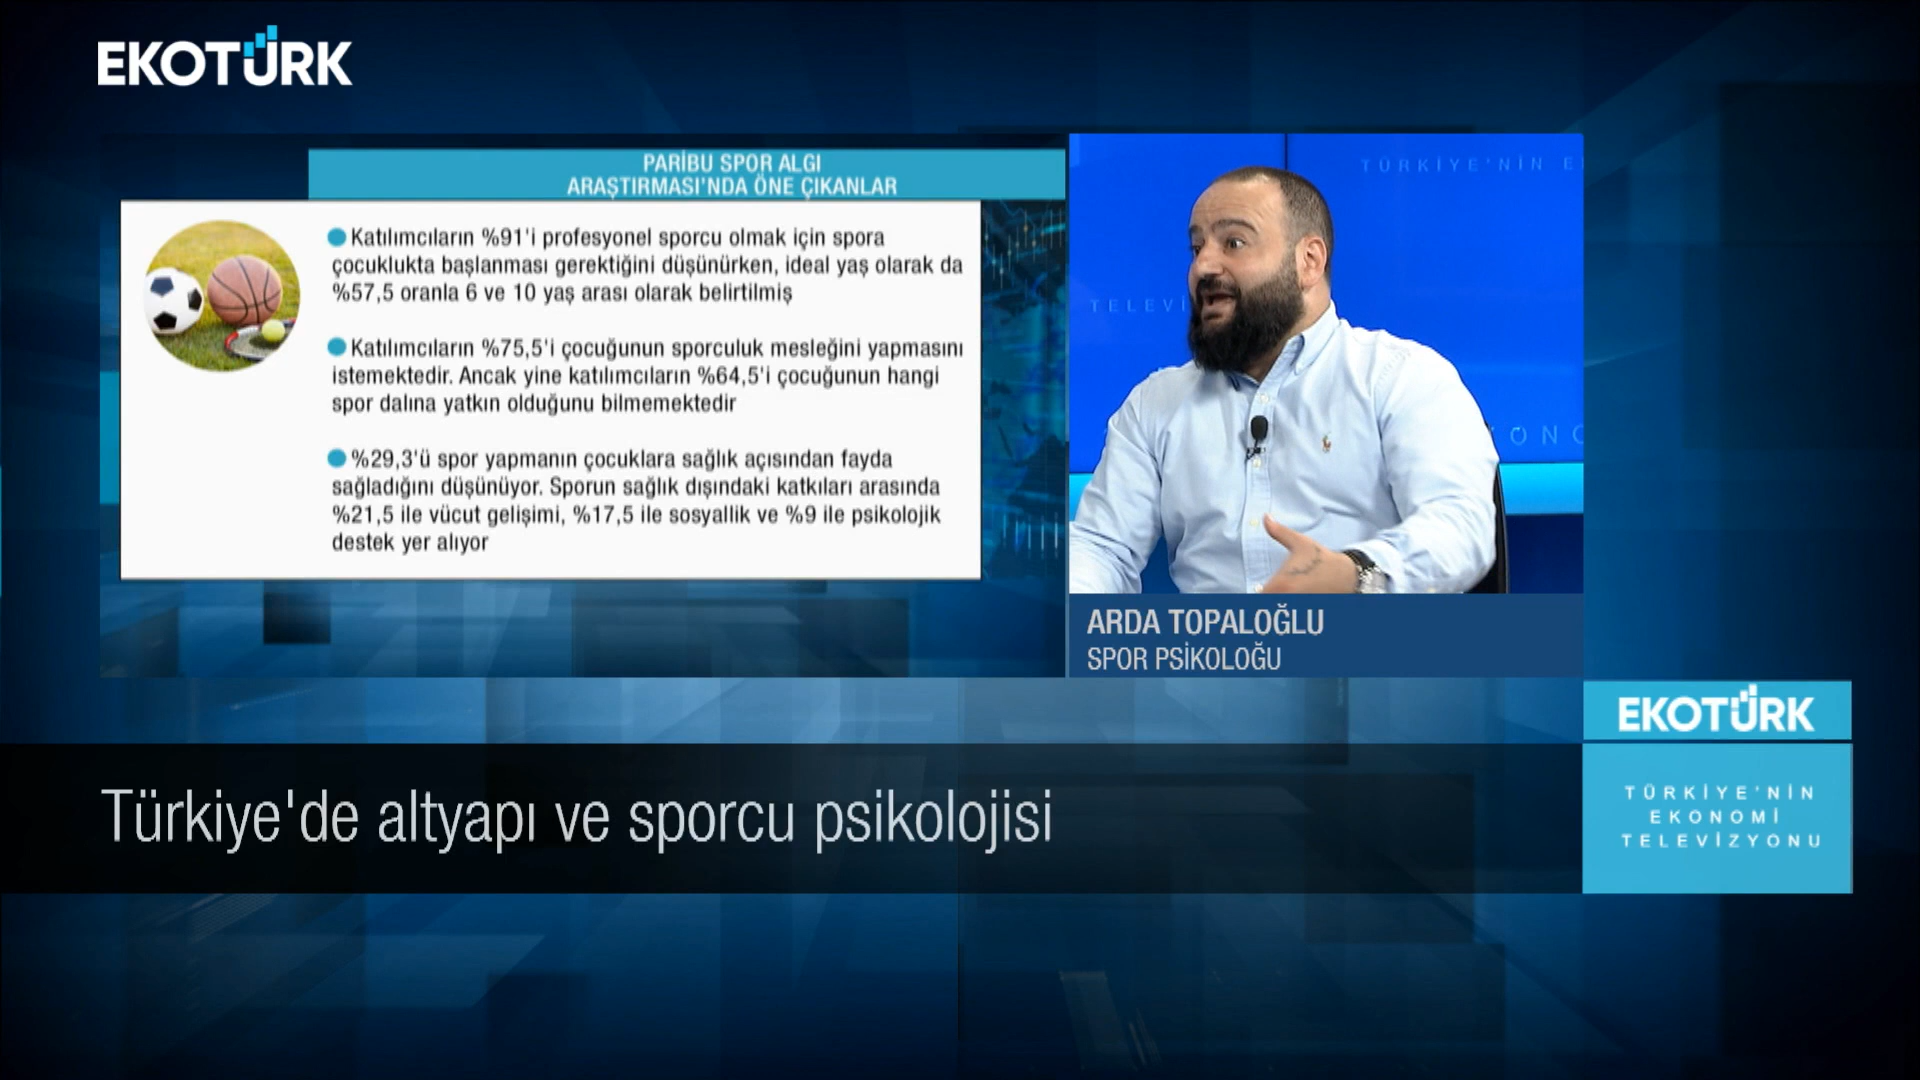 EKOTÜRK
PARİBU SPOR ALGI
ARAŞTIRMASI'NDA ÖNE ÇIKANLAR
Katılımcıların %91'i profesyonel sporcu olmak için spora
çocuklukta başlanması gerektiğini düşünürken, ideal yaş olarak da
%57,5 oranla 6 ve 10 yaş arası olarak belirtilmiş
Katılımcıların %75,5'i çocuğunun sporculuk mesleğini yapmasını
istemektedir. Ancak yine katılımcıların %64,5'i çocuğunun hangi
spor dalına yatkın olduğunu bilmemektedir
%29,3'ü spor yapmanın çocuklara sağlık açısından fayda
sağladığını düşünüyor. Sporun sağlık dışındaki katkıları arasında
%21,5 ile vücut gelişimi, %17,5 ile sosyallik ve %9 ile psikolojik
destek yer alıyor
TÜRKİYE'NİN E
TELEVİ
ONO
ARDA TOPALOĞLU
SPOR PSİKOLOĞU
EKOTÜRK
TÜRKİYE'NİN
EKONOMİ
TELEVİZYONU
Türkiye'de altyapı ve sporcu psikolojisi